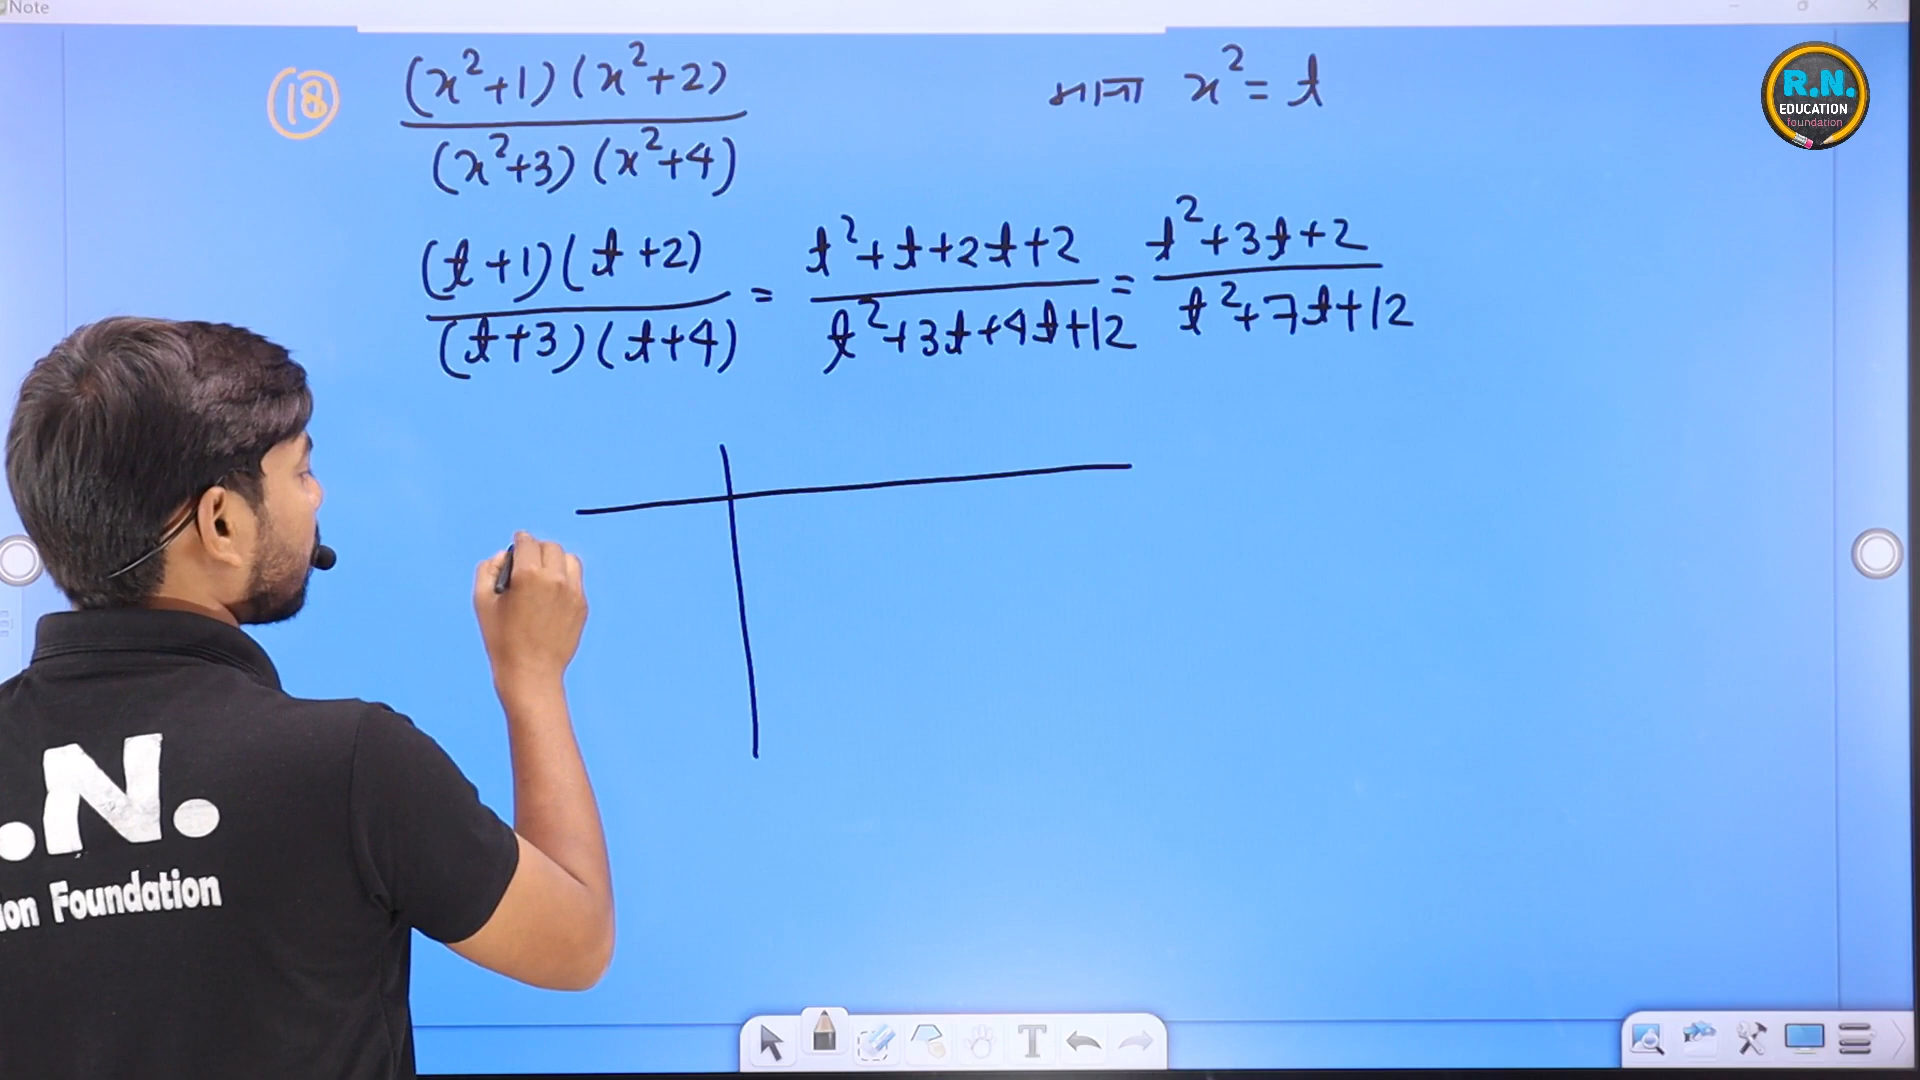 Note
⑱ (x²+1)(x²+2) / (x²+3)(x²+4)
माना x² = t
(t+1)(t+2) / (t+3)(t+4) = t²+t+2t+2 / t²+3t+4t+12 = t²+3t+2 / t²+7t+12
R.N.
EDUCATION
foundation
.N.
ion Foundation
T